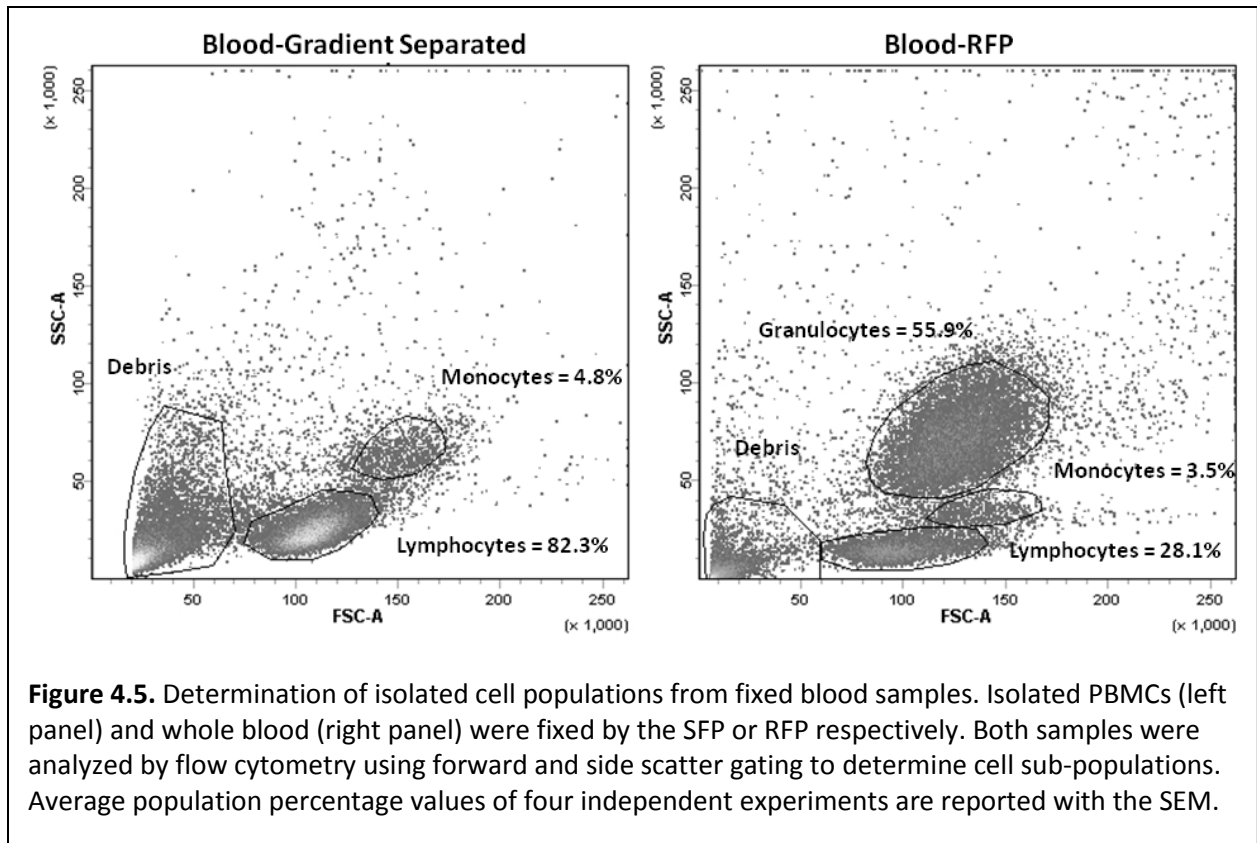 Blood-Gradient Separated
(× 1,000)
250
200
150
100
50
SSC-A
Debris
Monocytes = 4.8%
Lymphocytes = 82.3%
50 100 150 200 250
FSC-A
(× 1,000)
Blood-RFP
(× 1,000)
250
200
150
100
50
SSC-A
Granulocytes = 55.9%
Debris
Monocytes = 3.5%
Lymphocytes = 28.1%
50 100 150 200 250
FSC-A
(× 1,000)
Figure 4.5. Determination of isolated cell populations from fixed blood samples. Isolated PBMCs (left
panel) and whole blood (right panel) were fixed by the SFP or RFP respectively. Both samples were
analyzed by flow cytometry using forward and side scatter gating to determine cell sub-populations.
Average population percentage values of four independent experiments are reported with the SEM.